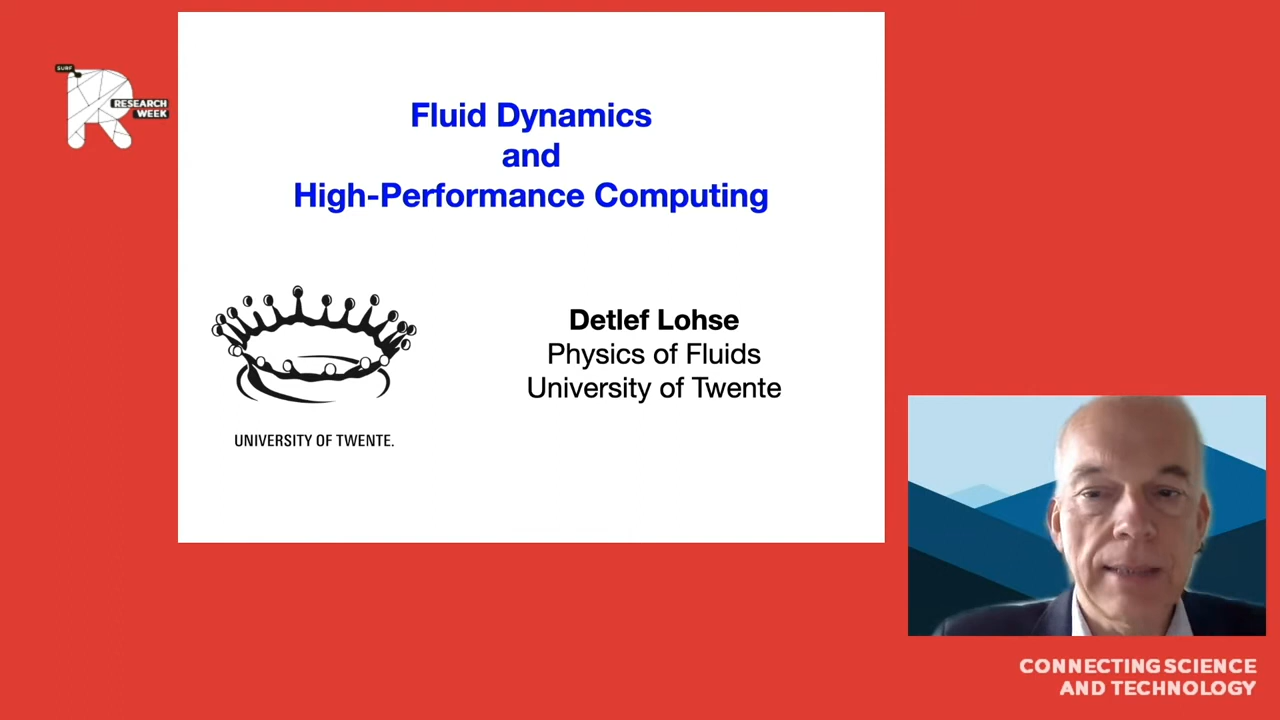 SURF
RESEARCH
WEEK
Fluid Dynamics
and
High-Performance Computing
Detlef Lohse
Physics of Fluids
University of Twente
UNIVERSITY OF TWENTE.
CONNECTING SCIENCE
AND TECHNOLOGY